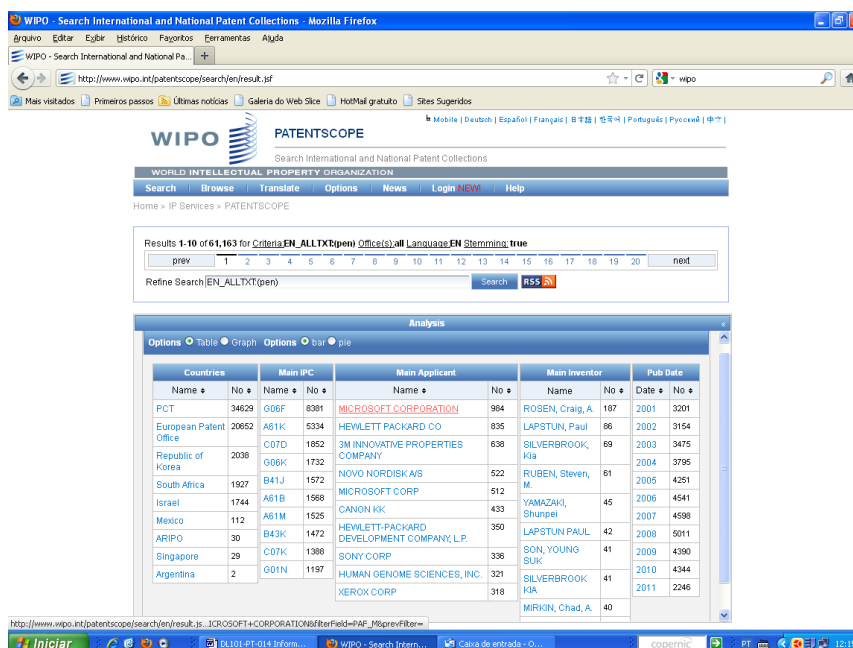 WIPO - Search International and National Patent Collections - Mozilla Firefox
Arquivo Editar Exibir Histórico Favoritos Ferramentas Ajuda
WIPO - Search International and National Pa... +
http://www.wipo.int/patentscope/search/en/result.jsf wipo
Mais visitados Primeiros passos Últimas notícias Galeria do Web Slice HotMail gratuito Sites Sugeridos
Mobile | Deutsch | Español | Français | 日本語 | 한국어 | Português | Русский | 中文 |
WIPO PATENTSCOPE
Search International and National Patent Collections
WORLD INTELLECTUAL PROPERTY ORGANIZATION
Search Browse Translate Options News Login NEW! Help
Home > IP Services > PATENTSCOPE
Results 1-10 of 61,163 for Criteria:EN_ALLTXT:(pen) Office(s):all Language:EN Stemming: true
prev 1 2 3 4 5 6 7 8 9 10 11 12 13 14 15 16 17 18 19 20 next
Refine Search EN_ALLTXT:(pen) Search RSS
Analysis «
Options Table Graph Options bar pie
Countries
Name No
PCT 34629
European Patent Office 20652
Republic of Korea 2038
South Africa 1927
Israel 1744
Mexico 112
ARIPO 30
Singapore 29
Argentina 2
Main IPC
Name No
G06F 8381
A61K 5334
C07D 1852
G06K 1732
B41J 1572
A61B 1568
A61M 1525
B43K 1472
C07K 1388
G01N 1197
Main Applicant
Name No
MICROSOFT CORPORATION 984
HEWLETT PACKARD CO 835
3M INNOVATIVE PROPERTIES COMPANY 638
NOVO NORDISK A/S 522
MICROSOFT CORP 512
CANON KK 433
HEWLETT-PACKARD DEVELOPMENT COMPANY, L.P. 350
SONY CORP 336
HUMAN GENOME SCIENCES, INC. 321
XEROX CORP 318
Main Inventor
Name No
ROSEN, Craig, A. 187
LAPSTUN, Paul 86
SILVERBROOK, Kia 69
RUBEN, Steven, M. 61
YAMAZAKI, Shunpei 45
LAPSTUN PAUL 42
SON, YOUNG SUK 41
SILVERBROOK KIA 41
MIRKIN, Chad, A. 40
Pub Date
Date No
2001 3201
2002 3154
2003 3475
2004 3795
2005 4251
2006 4541
2007 4598
2008 5011
2009 4390
2010 4344
2011 2246
http://www.wipo.int/patentscope/search/en/result.js...ICROSOFT+CORPORATION&filterField=PAF_M&prevFilter=
Iniciar DL101-PT-014 Inform... WIPO - Search Intern... Caixa de entrada - O... copernic PT